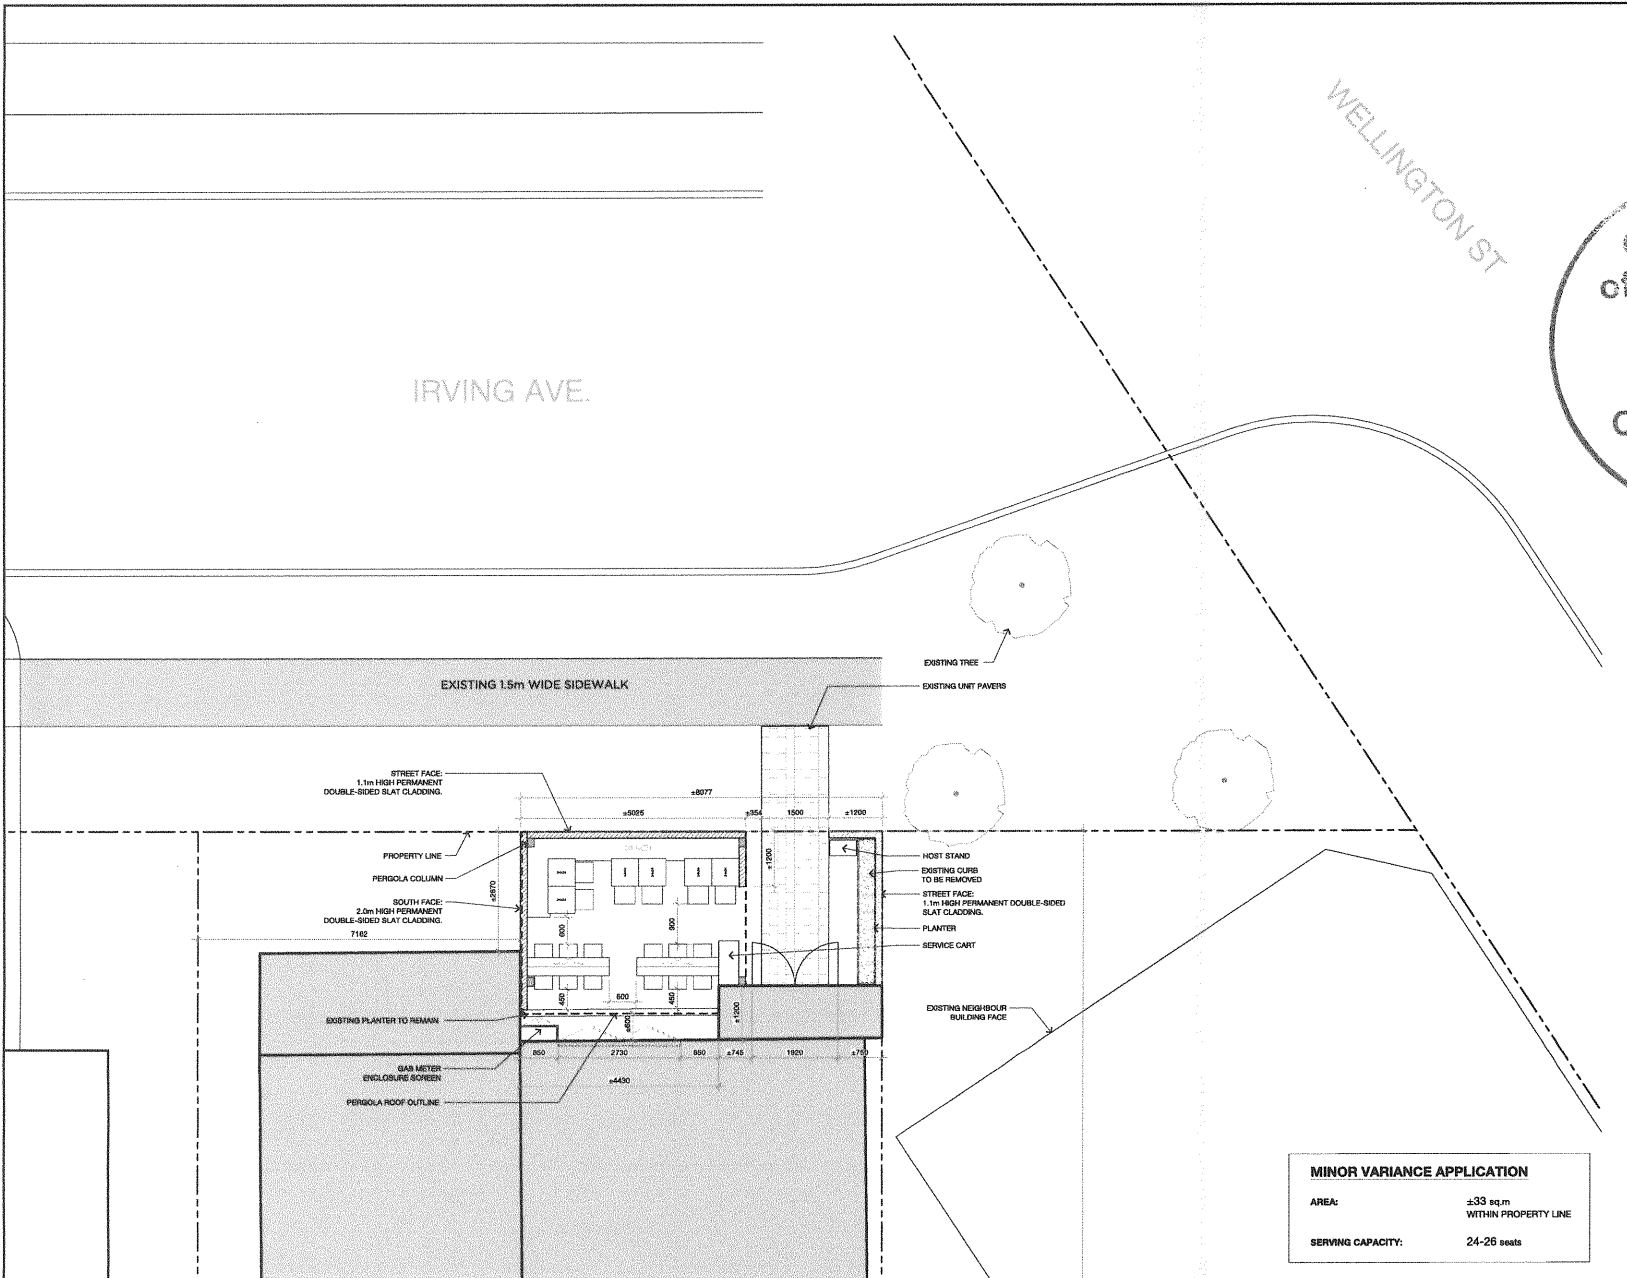 WELLINGTON ST
IRVING AVE.
EXISTING TREE
EXISTING 1.5m WIDE SIDEWALK
EXISTING UNIT PAVERS
STREET FACE:
1.1m HIGH PERMANENT
DOUBLE-SIDED SLAT CLADDING.
±8077
±5025
±354
1500
±1200
PROPERTY LINE
PERGOLA COLUMN
SOUTH FACE:
2.0m HIGH PERMANENT
DOUBLE-SIDED SLAT CLADDING.
±2670
7162
BENCH
±1200
HOST STAND
EXISTING CURB
TO BE REMOVED
STREET FACE:
1.1m HIGH PERMANENT DOUBLE-SIDED
SLAT CLADDING.
PLANTER
SERVICE CART
600
900
450
600
450
±600
±1200
EXISTING PLANTER TO REMAIN
EXISTING NEIGHBOUR
BUILDING FACE
850
2730
850
±745
1920
±750
±4430
GAS METER
ENCLOSURE SCREEN
PERGOLA ROOF OUTLINE
MINOR VARIANCE APPLICATION
AREA: ±33 sq.m
WITHIN PROPERTY LINE
SERVING CAPACITY: 24-26 seats